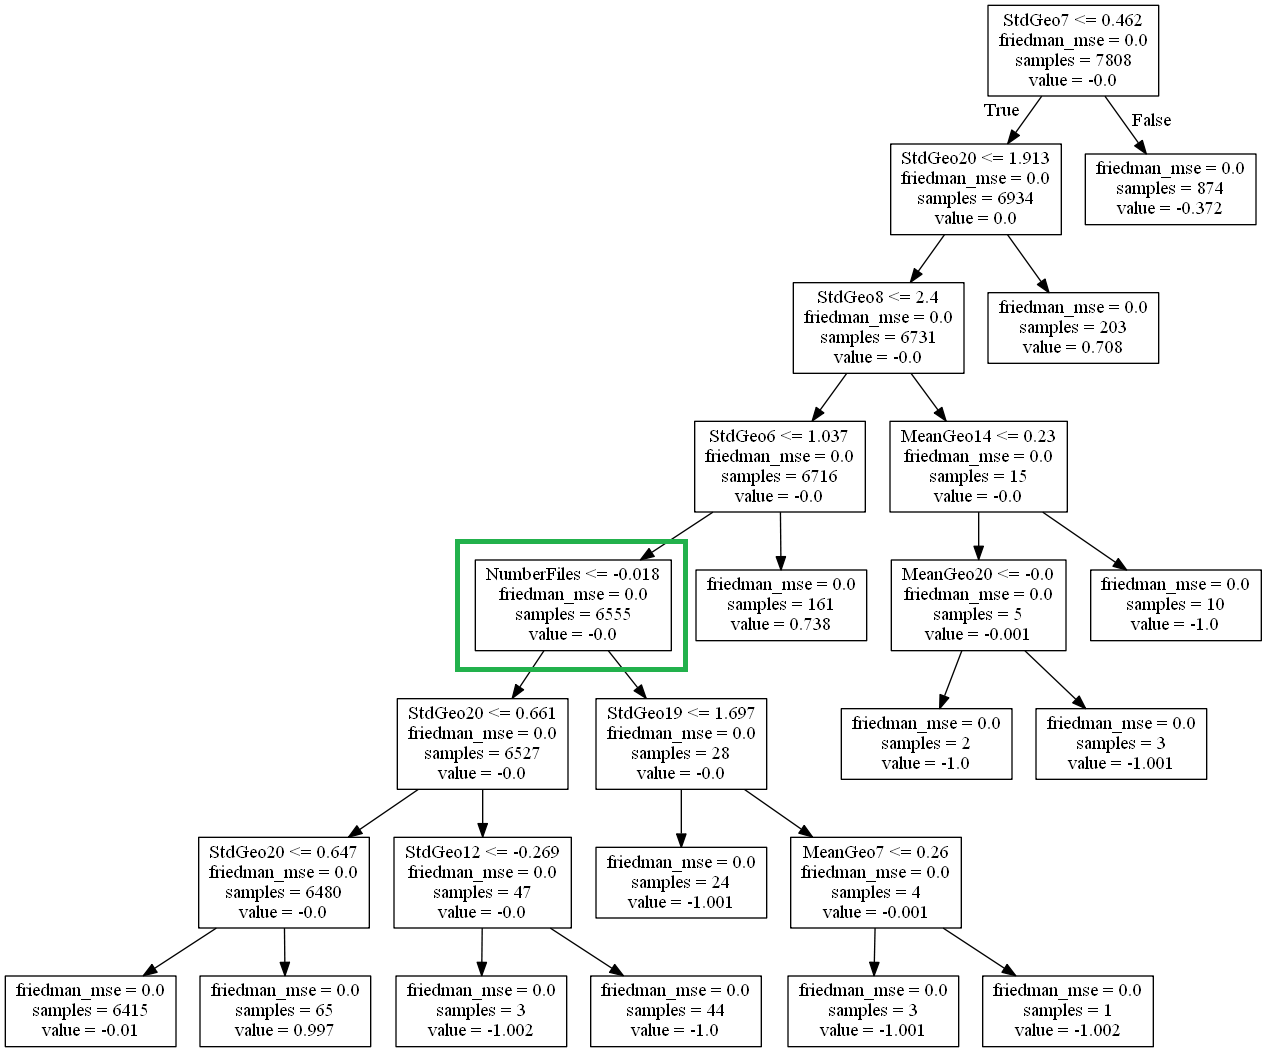 StdGeo7 <= 0.462
friedman_mse = 0.0
samples = 7808
value = -0.0
True
False
StdGeo20 <= 1.913
friedman_mse = 0.0
samples = 6934
value = 0.0
friedman_mse = 0.0
samples = 874
value = -0.372
StdGeo8 <= 2.4
friedman_mse = 0.0
samples = 6731
value = -0.0
friedman_mse = 0.0
samples = 203
value = 0.708
StdGeo6 <= 1.037
friedman_mse = 0.0
samples = 6716
value = -0.0
MeanGeo14 <= 0.23
friedman_mse = 0.0
samples = 15
value = -0.0
NumberFiles <= -0.018
friedman_mse = 0.0
samples = 6555
value = -0.0
friedman_mse = 0.0
samples = 161
value = 0.738
MeanGeo20 <= -0.0
friedman_mse = 0.0
samples = 5
value = -0.001
friedman_mse = 0.0
samples = 10
value = -1.0
StdGeo20 <= 0.661
friedman_mse = 0.0
samples = 6527
value = -0.0
StdGeo19 <= 1.697
friedman_mse = 0.0
samples = 28
value = -0.0
friedman_mse = 0.0
samples = 2
value = -1.0
friedman_mse = 0.0
samples = 3
value = -1.001
StdGeo20 <= 0.647
friedman_mse = 0.0
samples = 6480
value = -0.0
StdGeo12 <= -0.269
friedman_mse = 0.0
samples = 47
value = -0.0
friedman_mse = 0.0
samples = 24
value = -1.001
MeanGeo7 <= 0.26
friedman_mse = 0.0
samples = 4
value = -0.001
friedman_mse = 0.0
samples = 6415
value = -0.01
friedman_mse = 0.0
samples = 65
value = 0.997
friedman_mse = 0.0
samples = 3
value = -1.002
friedman_mse = 0.0
samples = 44
value = -1.0
friedman_mse = 0.0
samples = 3
value = -1.001
friedman_mse = 0.0
samples = 1
value = -1.002